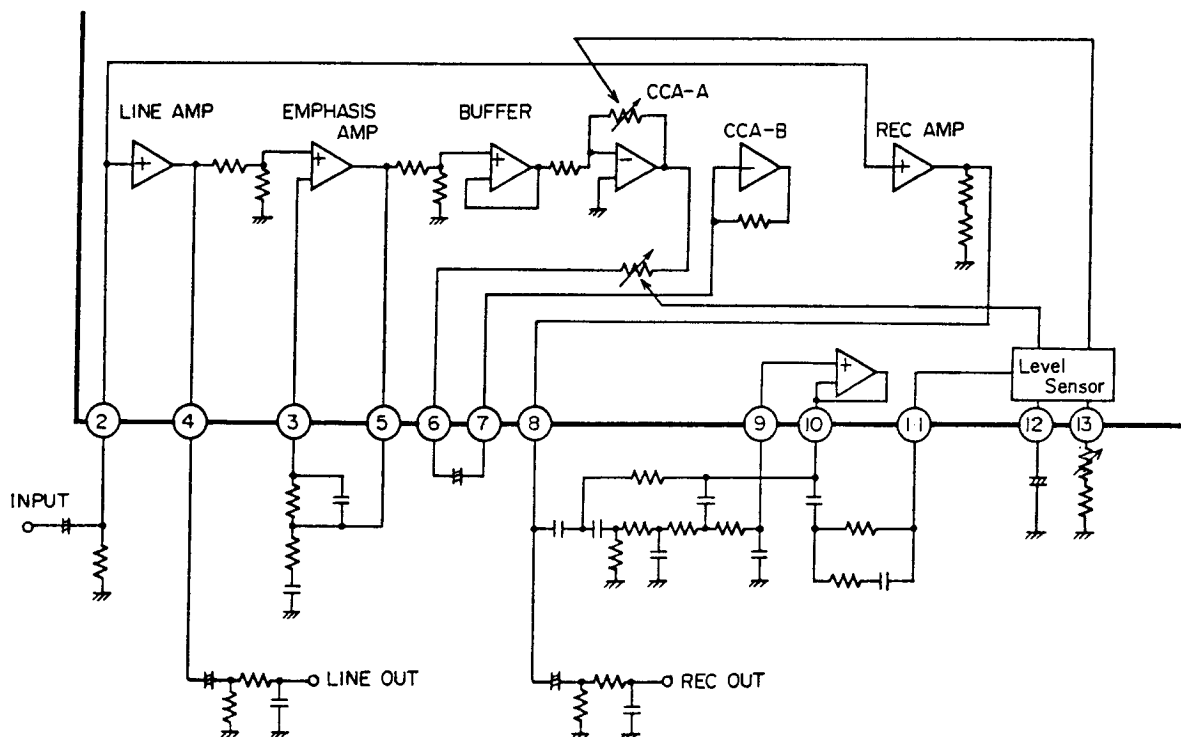 LINE AMP
EMPHASIS
AMP
BUFFER
CCA-A
CCA-B
REC AMP
+
+
+
−
−
+
+
Level
Sensor
2
4
3
5
6
7
8
9
10
11
12
13
INPUT
LINE OUT
REC OUT